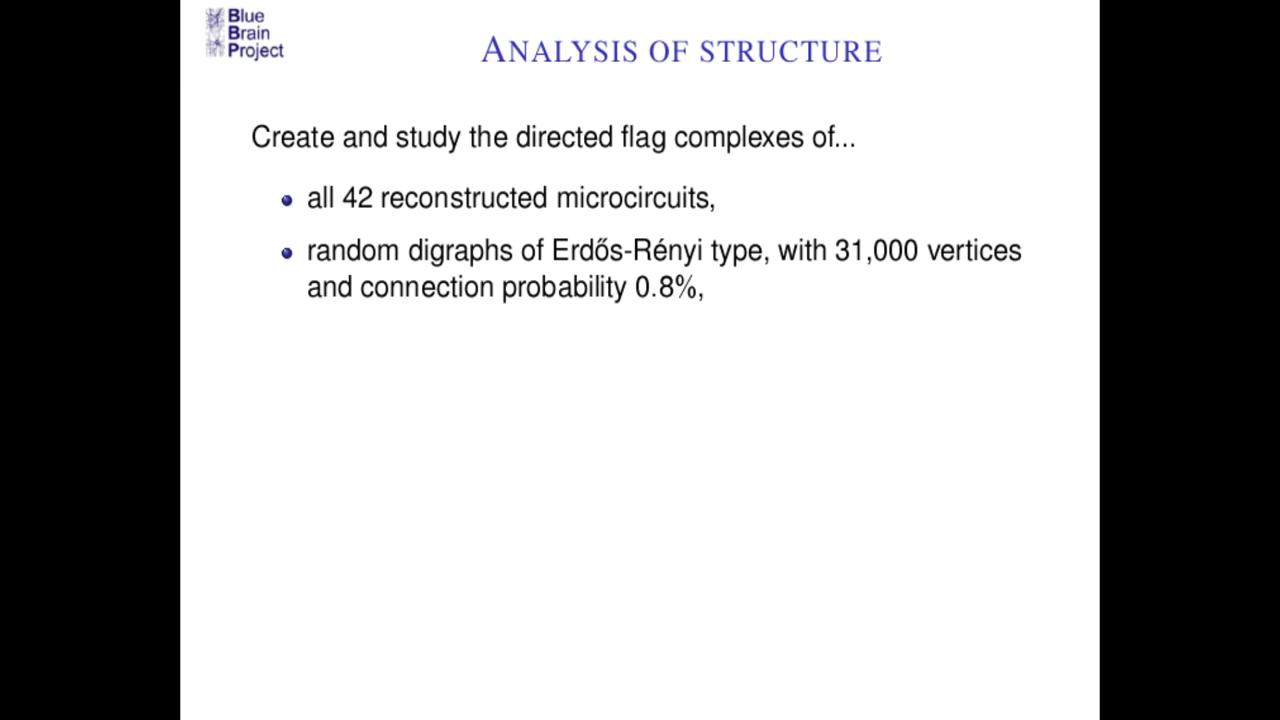 Blue
Brain
Project
ANALYSIS OF STRUCTURE
Create and study the directed flag complexes of...
all 42 reconstructed microcircuits,
random digraphs of Erdős-Rényi type, with 31,000 vertices
and connection probability 0.8%,